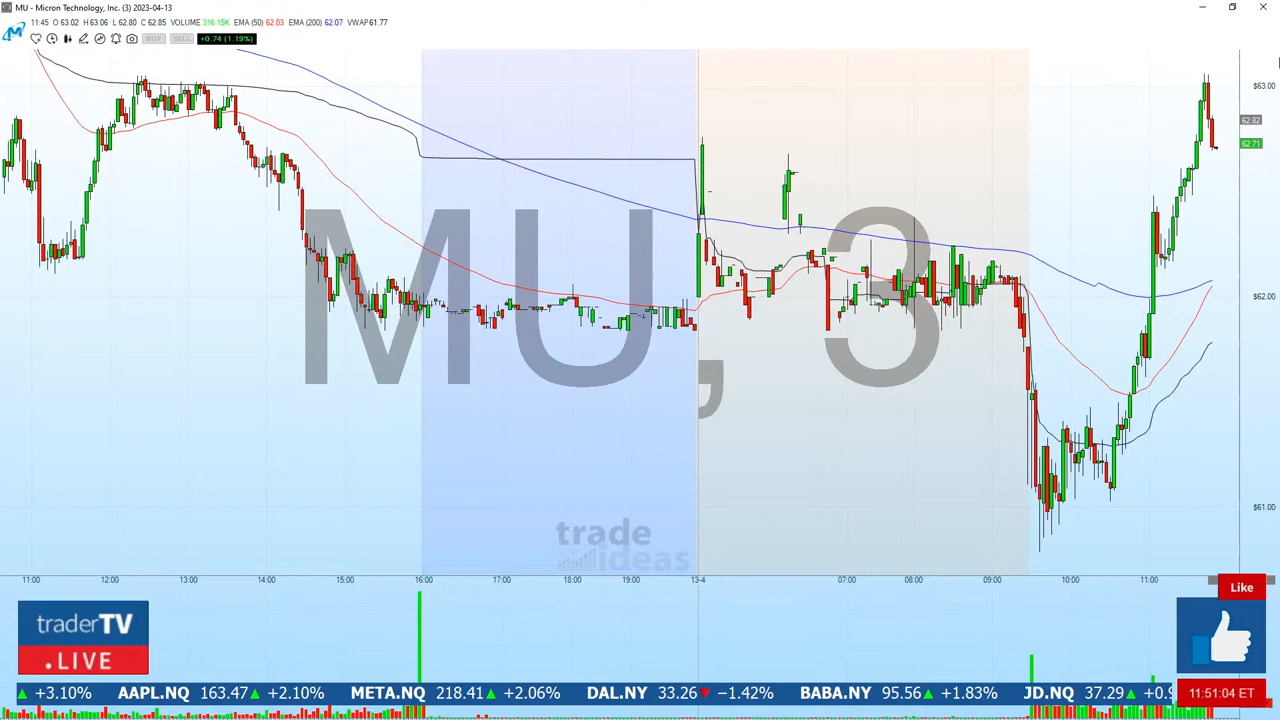 MU - Micron Technology, Inc. (3) 2023-04-13
11:45 O 63.02 H 63.06 L 62.80 C 62.85 VOLUME 316.15K EMA (50) 62.03 EMA (200) 62.07 VWAP 61.77
BUY SELL +0.74 (1.19%)
$63.00
62.82
62.71
MU, 3
$62.00
$61.00
trade
ideas
11:00 12:00 13:00 14:00 15:00 16:00 17:00 18:00 19:00 13-4 07:00 08:00 09:00 10:00 11:00
Like
traderTV
.LIVE
+3.10% AAPL.NQ 163.47 +2.10% META.NQ 218.41 +2.06% DAL.NY 33.26 −1.42% BABA.NY 95.56 +1.83% JD.NQ 37.29
11:51:04 ET